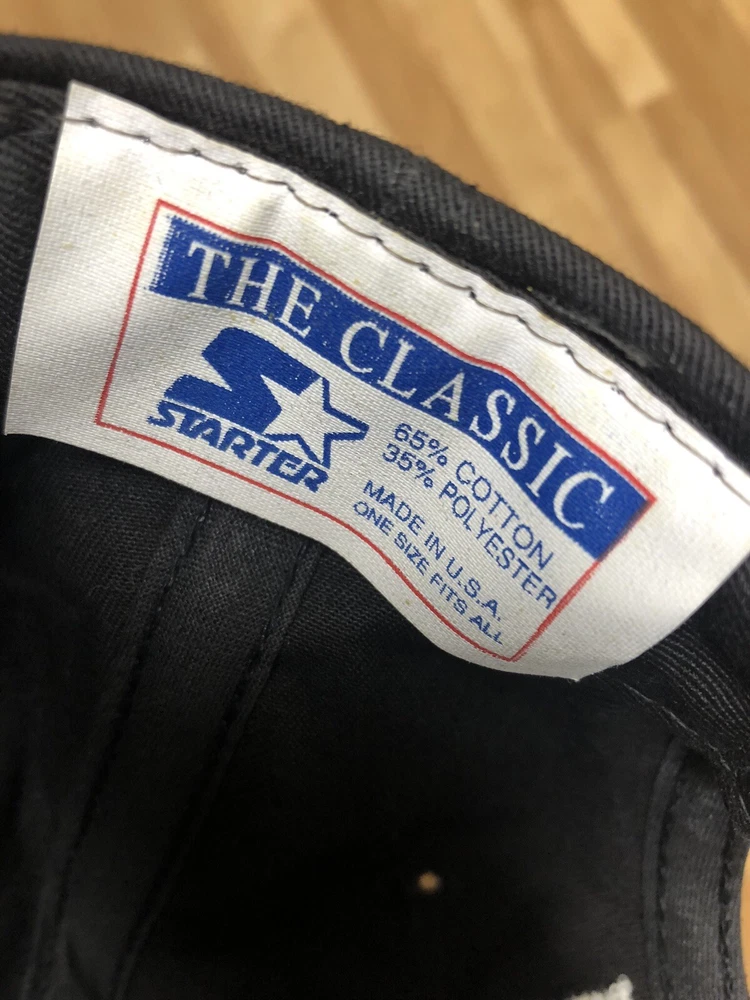 THE CLASSIC
STARTER
65% COTTON
35% POLYESTER
MADE IN U.S.A.
ONE SIZE FITS ALL